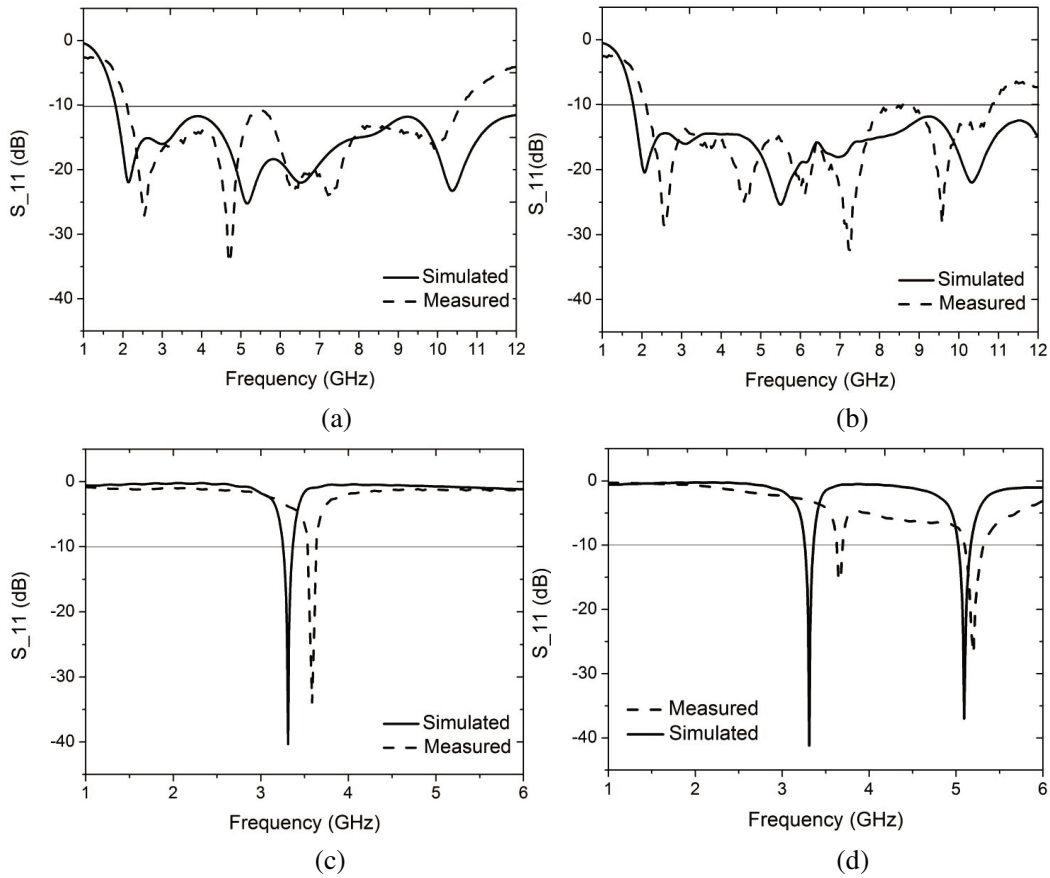 0
-10
-20
-30
-40
S_11 (dB)
Simulated
Measured
1 2 3 4 5 6 7 8 9 10 11 12
Frequency (GHz)
(a)
0
-10
-20
-30
-40
S_11(dB)
Simulated
Measured
1 2 3 4 5 6 7 8 9 10 11 12
Frequency (GHz)
(b)
0
-10
-20
-30
-40
S_11 (dB)
Simulated
Measured
1 2 3 4 5 6
Frequency (GHz)
(c)
0
-10
-20
-30
-40
S_11 (dB)
Measured
Simulated
1 2 3 4 5 6
Frequency (GHz)
(d)